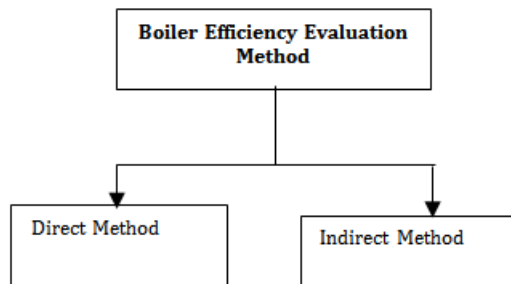 Boiler Efficiency Evaluation
Method
Direct Method
Indirect Method